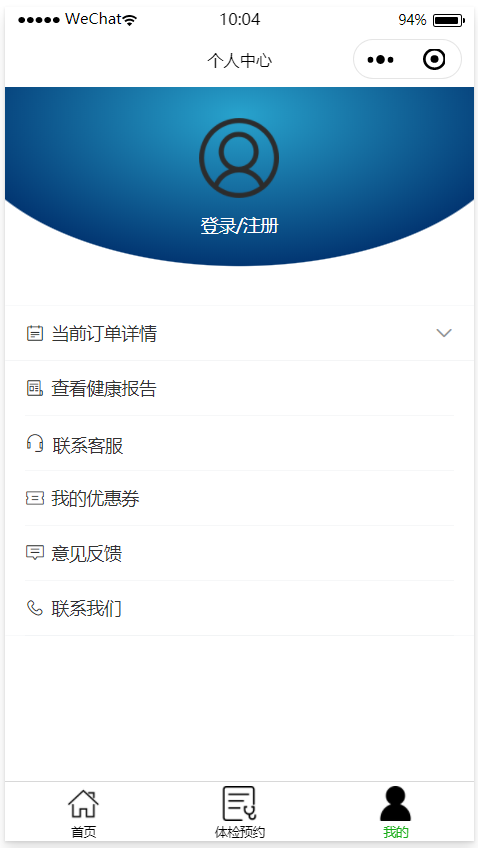 WeChat
10:04
94%
个人中心
登录/注册
当前订单详情
查看健康报告
联系客服
我的优惠券
意见反馈
联系我们
首页
体检预约
我的